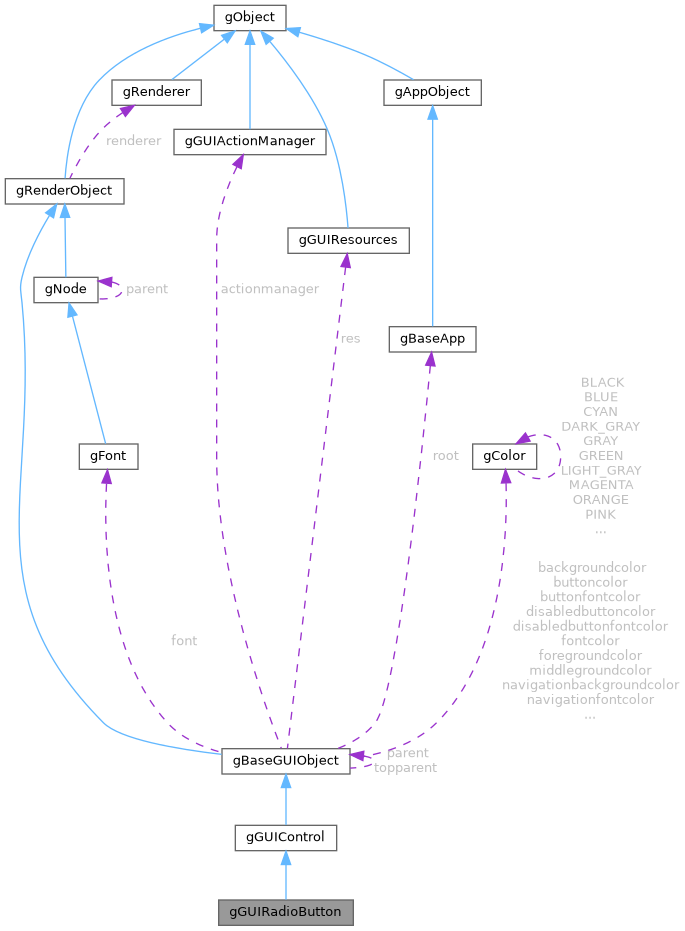 gObject
gRenderer
gAppObject
gGUIActionManager
renderer
gRenderObject
gGUIResources
gNode
parent
actionmanager
res
gBaseApp
BLACK
BLUE
CYAN
DARK_GRAY
GRAY
GREEN
LIGHT_GRAY
MAGENTA
ORANGE
PINK
...
gFont
root
gColor
backgroundcolor
buttoncolor
buttonfontcolor
disabledbuttoncolor
disabledbuttonfontcolor
fontcolor
foregroundcolor
middlegroundcolor
navigationbackgroundcolor
navigationfontcolor
...
font
gBaseGUIObject
parent
topparent
gGUIControl
gGUIRadioButton